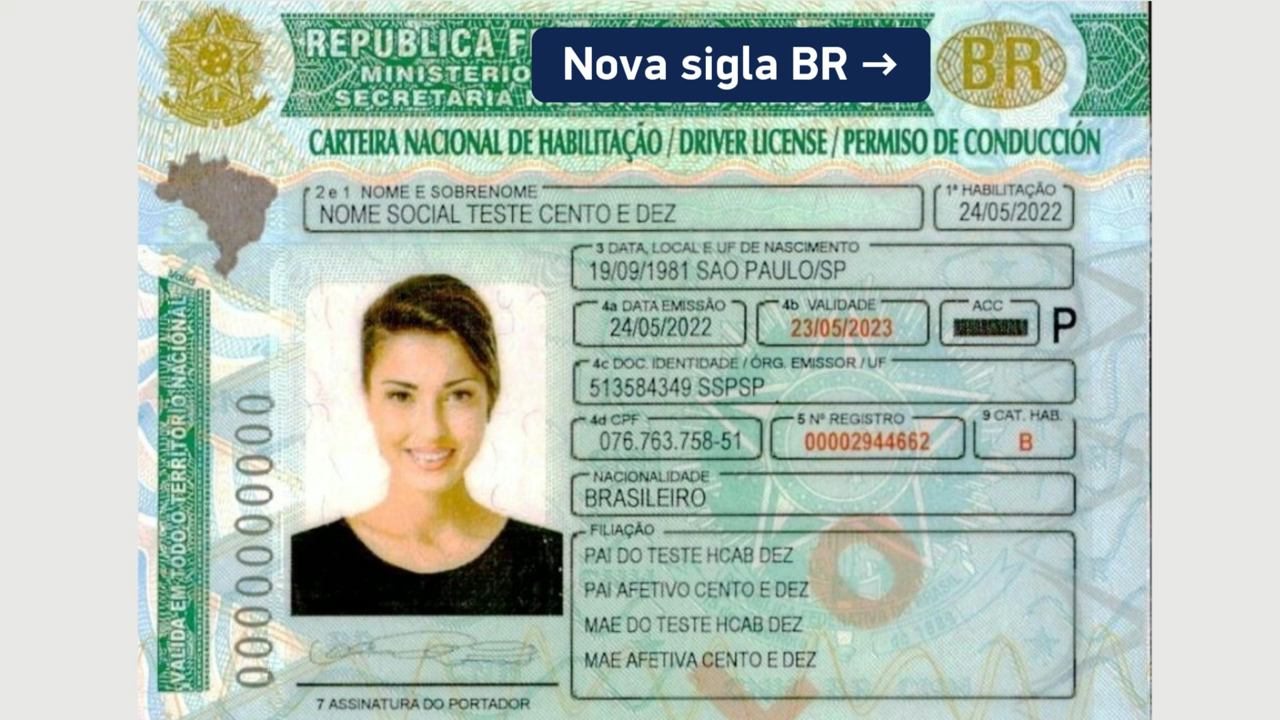 REPÚBLICA F
Nova sigla BR →
BR
MINISTÉRIO
SECRETARIA
CARTEIRA NACIONAL DE HABILITAÇÃO / DRIVER LICENSE / PERMISO DE CONDUCCIÓN
2 e 1 NOME E SOBRENOME
NOME SOCIAL TESTE CENTO E DEZ
1ª HABILITAÇÃO
24/05/2022
3 DATA, LOCAL E UF DE NASCIMENTO
19/09/1981 SAO PAULO/SP
4a DATA EMISSÃO
24/05/2022
4b VALIDADE
23/05/2023
ACC
P
4c DOC. IDENTIDADE / ÓRG. EMISSOR / UF
513584349 SSPSP
4d CPF
076.763.758-51
5 Nº REGISTRO
00002944662
9 CAT. HAB.
B
NACIONALIDADE
BRASILEIRO
FILIAÇÃO
PAI DO TESTE HCAB DEZ
PAI AFETIVO CENTO E DEZ
MAE DO TESTE HCAB DEZ
MAE AFETIVA CENTO E DEZ
7 ASSINATURA DO PORTADOR
VÁLIDA EM TODO O TERRITÓRIO NACIONAL
0000000000